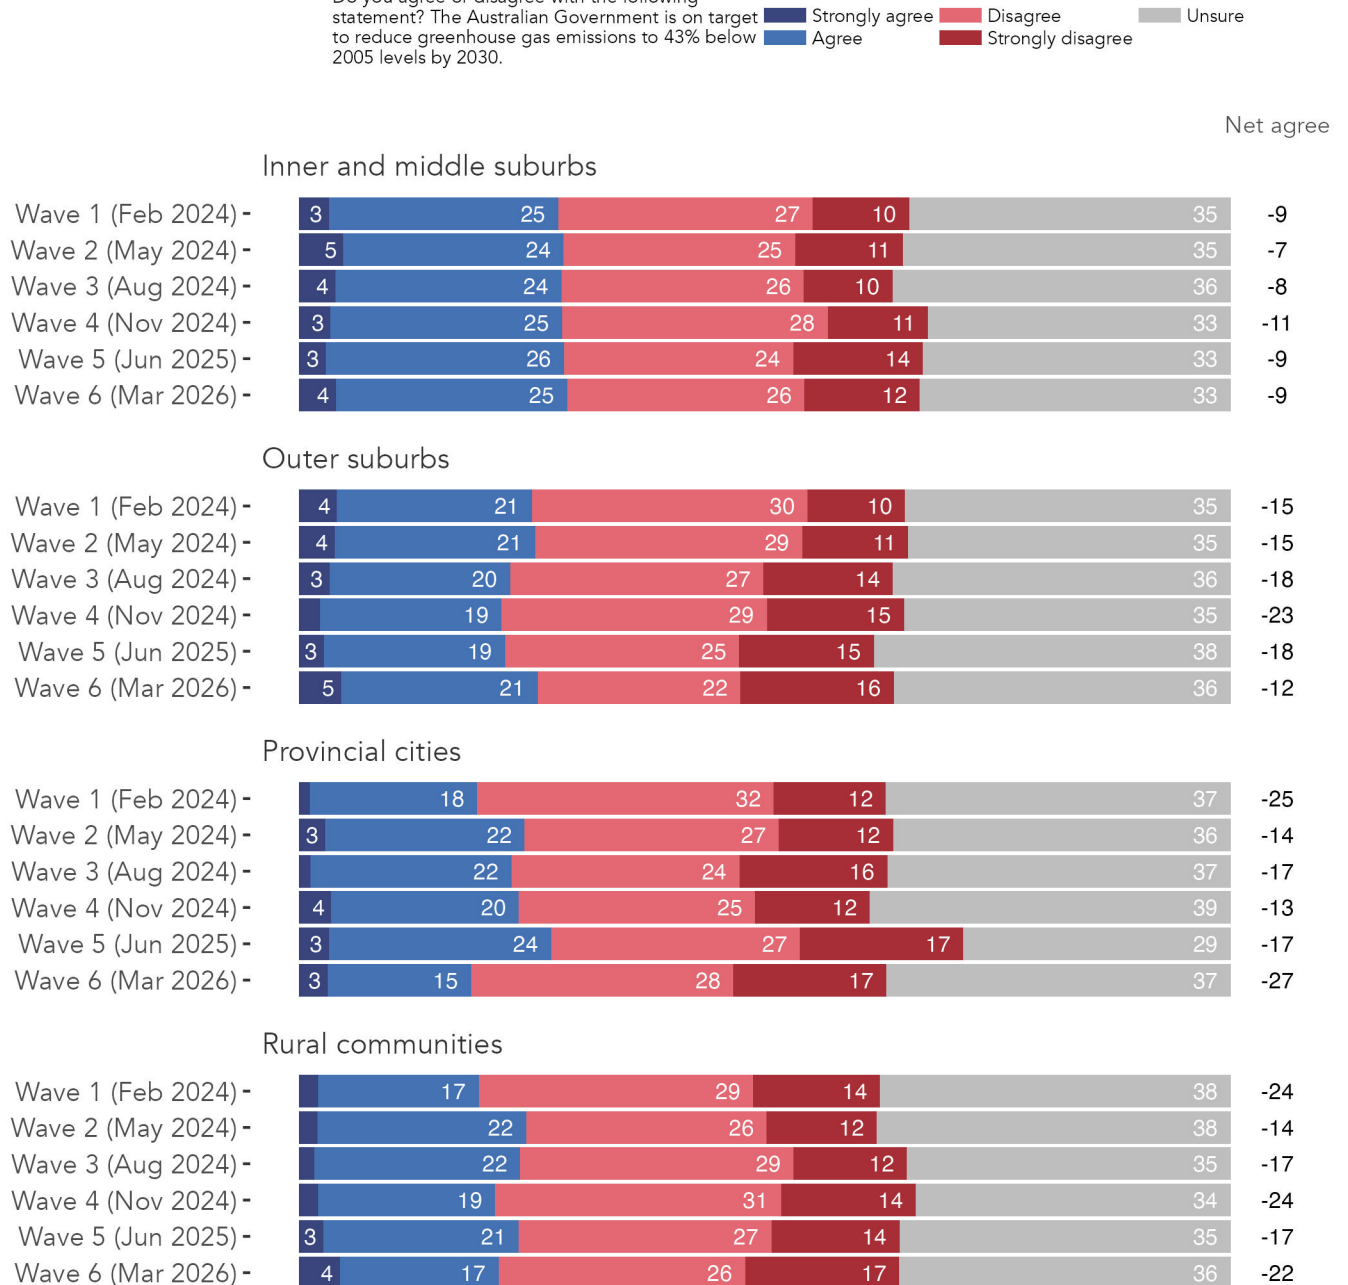 Do you agree or disagree with the following
statement? The Australian Government is on target
to reduce greenhouse gas emissions to 43% below
2005 levels by 2030.
Strongly agree Disagree Unsure
Agree Strongly disagree
Net agree
Inner and middle suburbs
Wave 1 (Feb 2024) 3 25 27 10 35 -9
Wave 2 (May 2024) 5 24 25 11 35 -7
Wave 3 (Aug 2024) 4 24 26 10 36 -8
Wave 4 (Nov 2024) 3 25 28 11 33 -11
Wave 5 (Jun 2025) 3 26 24 14 33 -9
Wave 6 (Mar 2026) 4 25 26 12 33 -9
Outer suburbs
Wave 1 (Feb 2024) 4 21 30 10 35 -15
Wave 2 (May 2024) 4 21 29 11 35 -15
Wave 3 (Aug 2024) 3 20 27 14 36 -18
Wave 4 (Nov 2024) 19 29 15 35 -23
Wave 5 (Jun 2025) 3 19 25 15 38 -18
Wave 6 (Mar 2026) 5 21 22 16 36 -12
Provincial cities
Wave 1 (Feb 2024) 18 32 12 37 -25
Wave 2 (May 2024) 3 22 27 12 36 -14
Wave 3 (Aug 2024) 22 24 16 37 -17
Wave 4 (Nov 2024) 4 20 25 12 39 -13
Wave 5 (Jun 2025) 3 24 27 17 29 -17
Wave 6 (Mar 2026) 3 15 28 17 37 -27
Rural communities
Wave 1 (Feb 2024) 17 29 14 38 -24
Wave 2 (May 2024) 22 26 12 38 -14
Wave 3 (Aug 2024) 22 29 12 35 -17
Wave 4 (Nov 2024) 19 31 14 34 -24
Wave 5 (Jun 2025) 3 21 27 14 35 -17
Wave 6 (Mar 2026) 4 17 26 17 36 -22